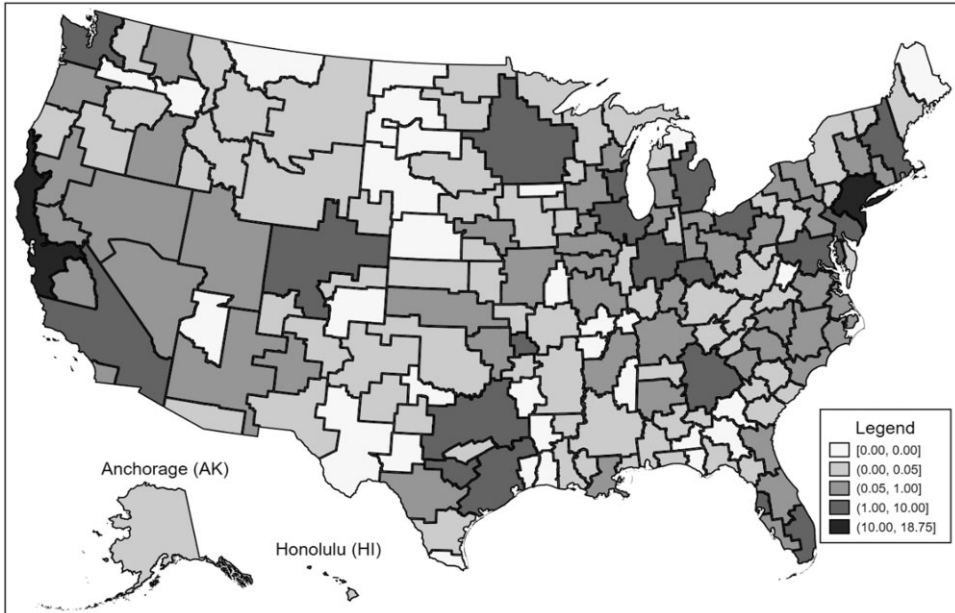 Legend
[0.00, 0.00]
(0.00, 0.05]
(0.05, 1.00]
(1.00, 10.00]
(10.00, 18.75]
Anchorage (AK)
Honolulu (HI)